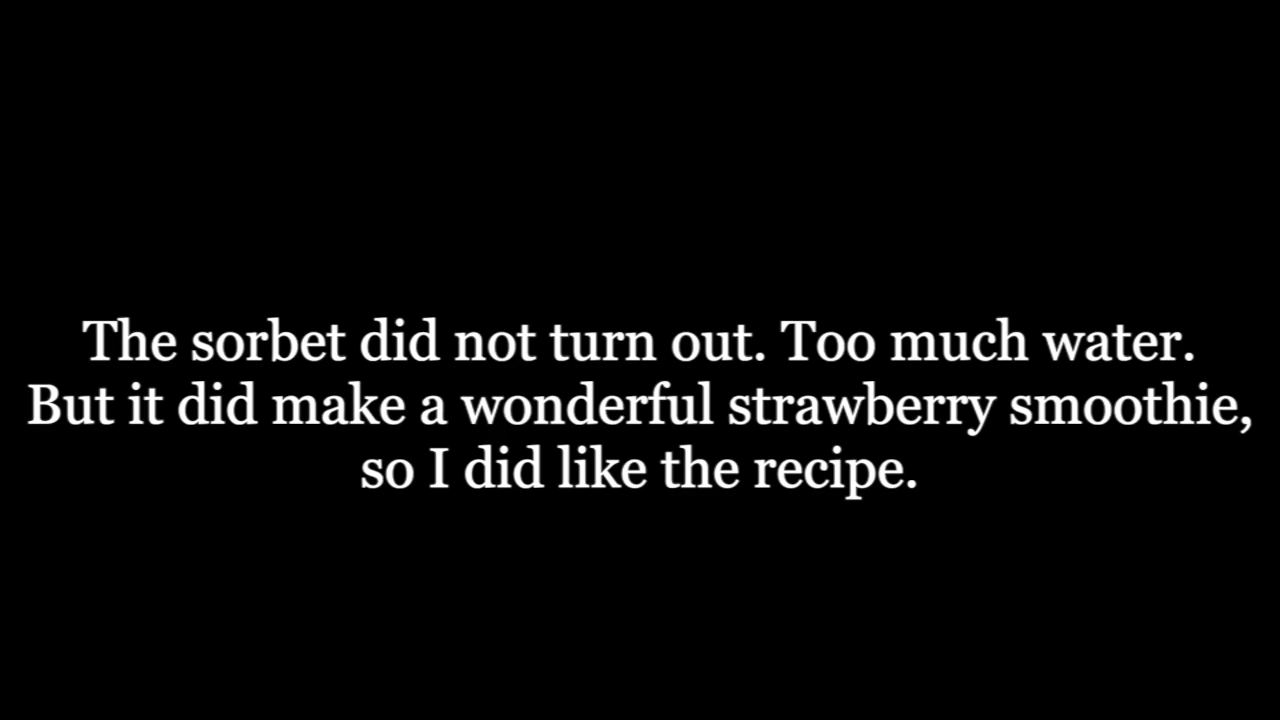 The sorbet did not turn out. Too much water.
But it did make a wonderful strawberry smoothie,
so I did like the recipe.